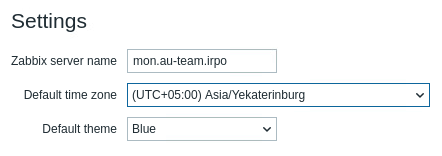 Settings
Zabbix server name mon.au-team.irpo
Default time zone (UTC+05:00) Asia/Yekaterinburg
Default theme Blue